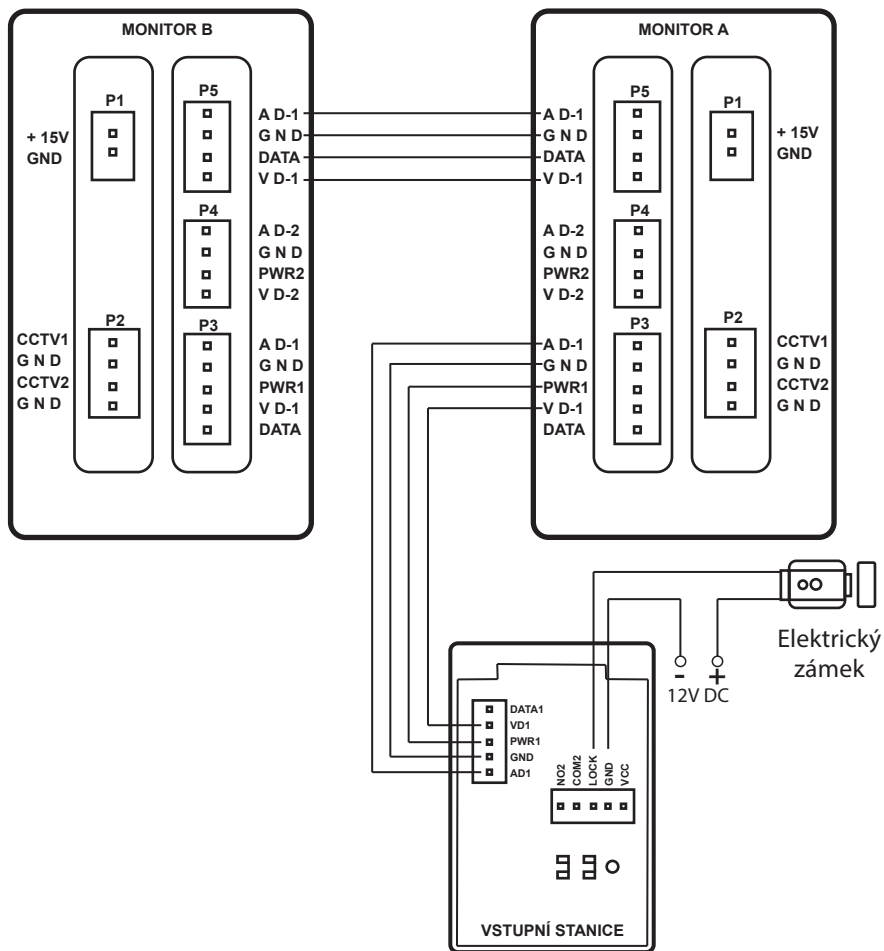 MONITOR B
P1
+ 15V
GND
P5
A D-1
G N D
DATA
V D-1
P4
A D-2
G N D
PWR2
V D-2
P2
CCTV1
G N D
CCTV2
G N D
P3
A D-1
G N D
PWR1
V D-1
DATA
MONITOR A
A D-1
G N D
DATA
V D-1
P5
P1
+ 15V
GND
A D-2
G N D
PWR2
V D-2
P4
A D-1
G N D
PWR1
V D-1
DATA
P3
P2
CCTV1
G N D
CCTV2
G N D
Elektrický
zámek
- +
12V DC
DATA1
VD1
PWR1
GND
AD1
NO2
COM2
LOCK
GND
VCC
VSTUPNÍ STANICE